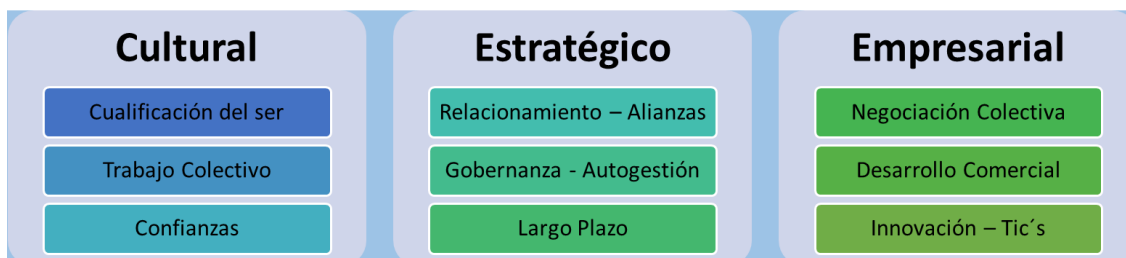 Cultural
Cualificación del ser
Trabajo Colectivo
Confianzas
Estratégico
Relacionamiento – Alianzas
Gobernanza - Autogestión
Largo Plazo
Empresarial
Negociación Colectiva
Desarrollo Comercial
Innovación – Tic´s